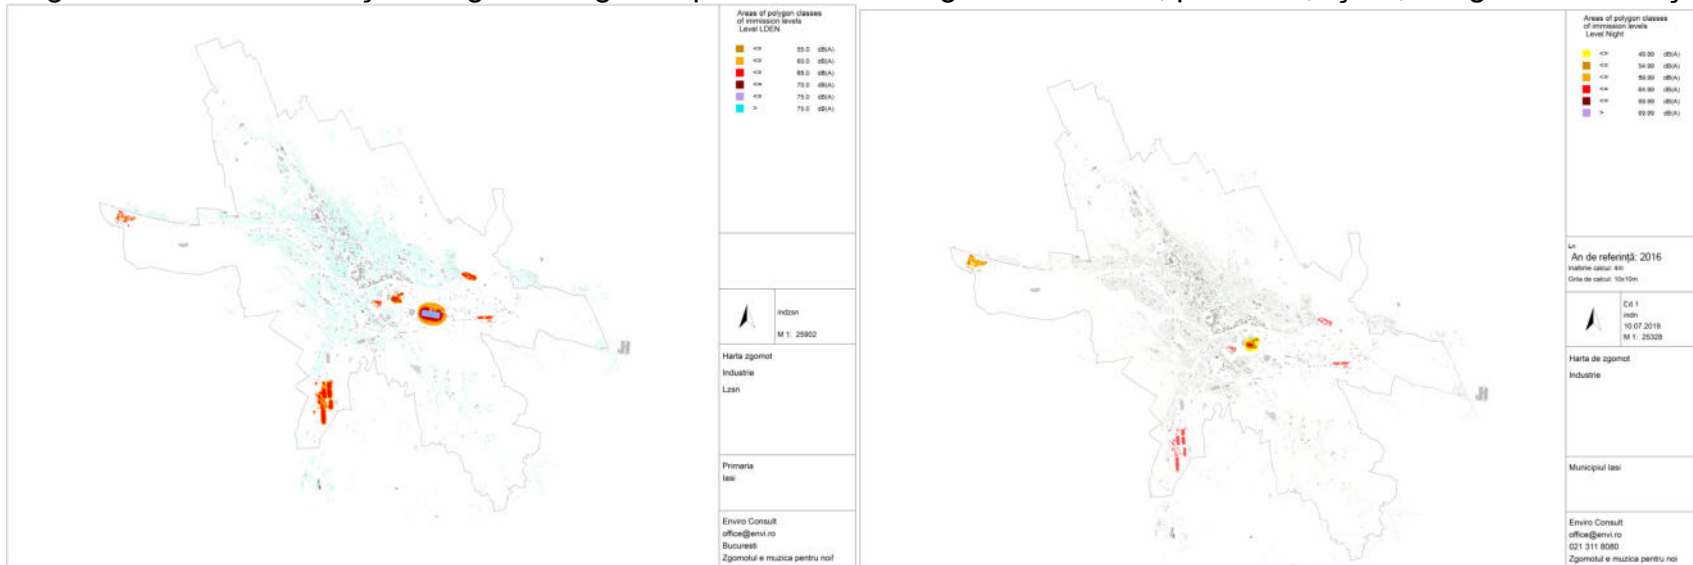 Areas of polygon classes
of immission levels
Level LDEN
<= 55.0 dB(A)
<= 60.0 dB(A)
<= 65.0 dB(A)
<= 70.0 dB(A)
<= 75.0 dB(A)
> 75.0 dB(A)
indzsn
M 1: 25902
Harta zgomot
Industrie
Lzsn
Primaria
Iasi
Enviro Consult
office@envi.ro
Bucuresti
Zgomotul e muzica pentru noi!
Areas of polygon classes
of immission levels
Level Night
<= 49.99 dB(A)
<= 54.99 dB(A)
<= 59.99 dB(A)
<= 64.99 dB(A)
<= 69.99 dB(A)
> 69.99 dB(A)
Ln
An de referință: 2016
Inaltime calcul: 4m
Grila de calcul: 10x10m
Ed.1
indn
10.07.2018
M 1: 25328
Harta de zgomot
Industrie
Municipiul Iasi
Enviro Consult
office@envi.ro
021 311 8080
Zgomotul e muzica pentru noi